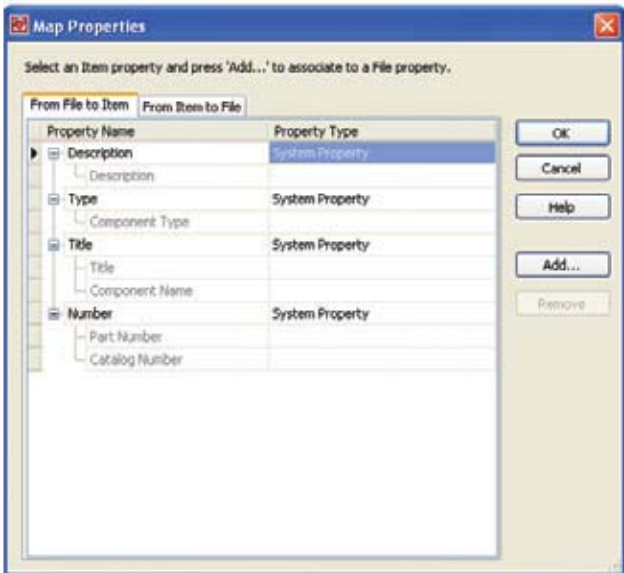 Map Properties
Select an Item property and press 'Add...' to associate to a File property.
From File to Item From Item to File
Property Name Property Type
Description System Property
Description
Type System Property
Component Type
Title System Property
Title
Component Name
Number System Property
Part Number
Catalog Number
OK
Cancel
Help
Add...
Remove